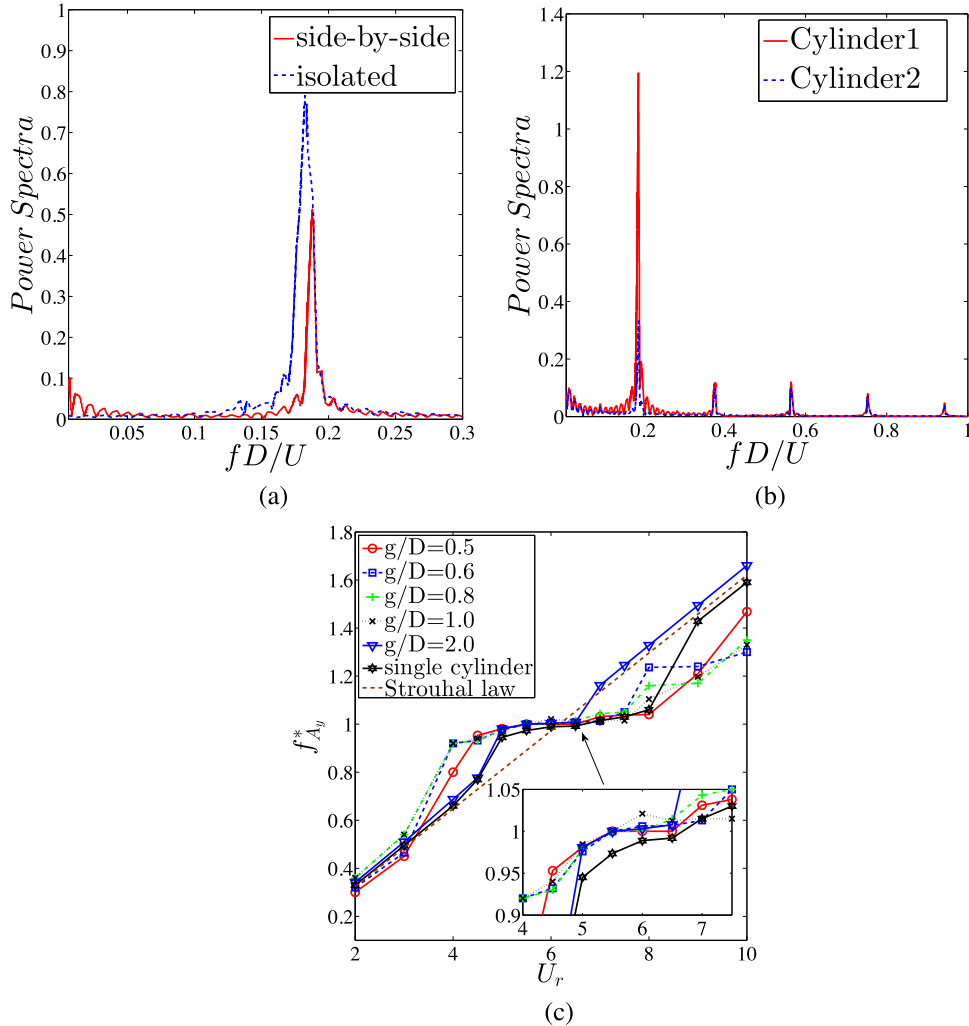 1
0.9
0.8
0.7
0.6
0.5
0.4
0.3
0.2
0.1
0
0.05
0.1
0.15
0.2
0.25
0.3
Power Spectra
fD/U
side-by-side
isolated
(a)
1.4
1.2
1
0.8
0.6
0.4
0.2
0
0.2
0.4
0.6
0.8
1
Power Spectra
fD/U
Cylinder1
Cylinder2
(b)
1.8
1.6
1.4
1.2
1
0.8
0.6
0.4
0.2
2
4
6
8
10
f*Ay
Ur
g/D=0.5
g/D=0.6
g/D=0.8
g/D=1.0
g/D=2.0
single cylinder
Strouhal law
1.05
1
0.95
0.9
4
5
6
7
(c)